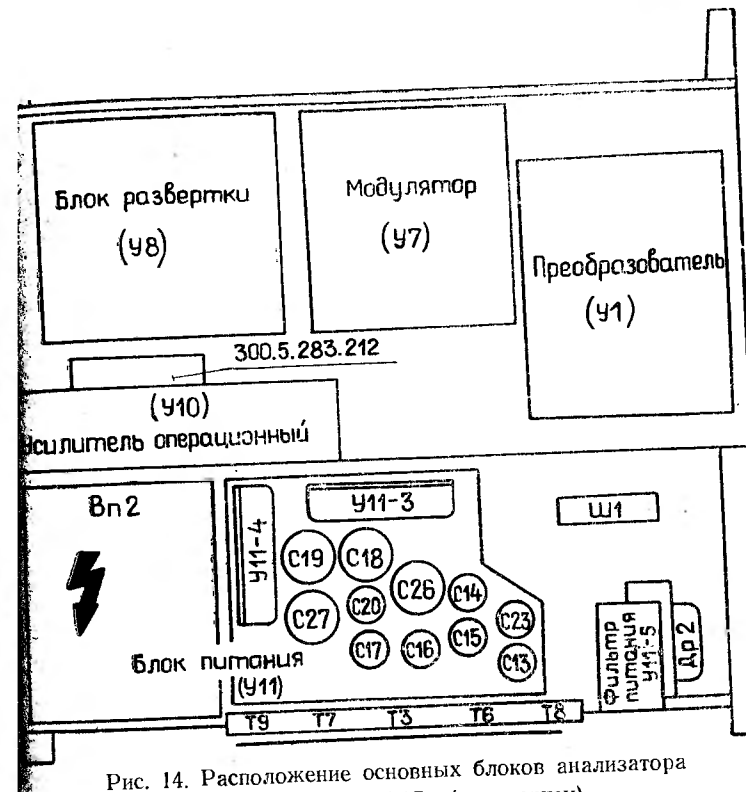 Блок развертки
(У8)
Модулятор
(У7)
Преобразователь
(У1)
300.5.283.212
(У10)
Усилитель операционный
Вп2
У11-4
У11-3
Ш1
С19
С18
С26
С14
С27
С20
С23
С17
С16
С15
С13
Блок питания
(У11)
Фильтр
питания
У11-5
Др2
Т9 Т7 Т3 Т6 Т8
Рис. 14. Расположение основных блоков анализатора